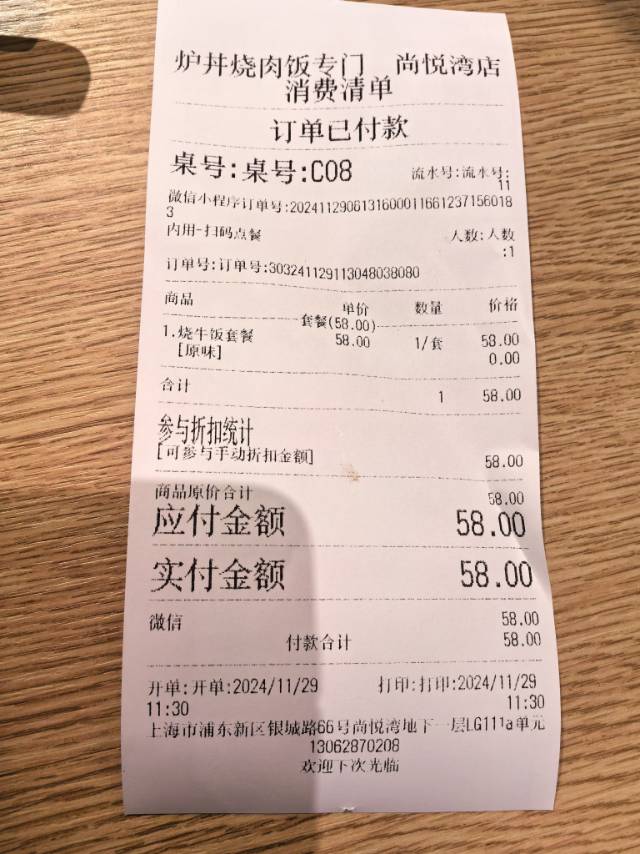 炉丼烧肉饭专门 尚悦湾店
消费清单
订单已付款
桌号:桌号:C08 流水号:流水号:
11
微信小程序订单号:2024112906131600011661237156018
3
内用-扫码点餐 人数:人数
:1
订单号:订单号:303241129113048038080
商品 单价 数量 价格
套餐(58.00)
1.烧牛饭套餐 58.00 1/套 58.00
[原味] 0.00
合计 1 58.00
参与折扣统计
[可参与手动折扣金额] 58.00
商品原价合计 58.00
应付金额 58.00
实付金额 58.00
微信 58.00
付款合计 58.00
开单:开单:2024/11/29 打印:打印:2024/11/29
11:30 11:30
上海市浦东新区银城路66号尚悦湾地下一层LG111a单元
13062870208
欢迎下次光临